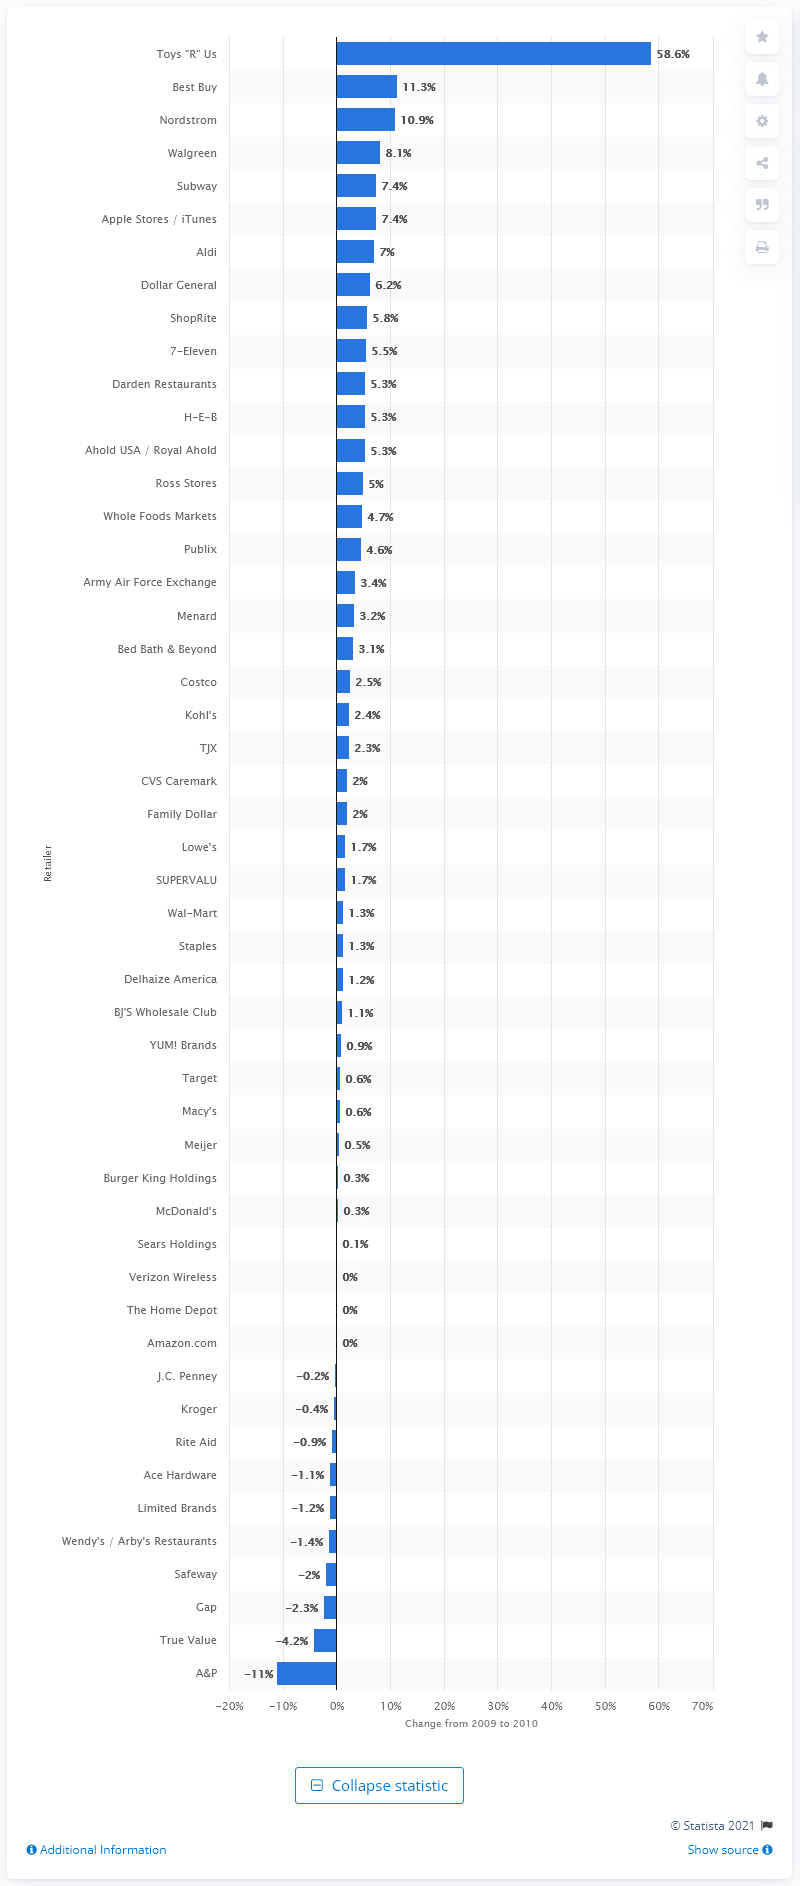 Toys "R" Us 58.6%
Best Buy 11.3%
Nordstrom 10.9%
Walgreen 8.1%
Subway 7.4%
Apple Stores / iTunes 7.4%
Aldi 7%
Dollar General 6.2%
ShopRite 5.8%
7-Eleven 5.5%
Darden Restaurants 5.3%
H-E-B 5.3%
Ahold USA / Royal Ahold 5.3%
Ross Stores 5%
Whole Foods Markets 4.7%
Publix 4.6%
Army Air Force Exchange 3.4%
Menard 3.2%
Bed Bath & Beyond 3.1%
Costco 2.5%
Kohl's 2.4%
TJX 2.3%
CVS Caremark 2%
Family Dollar 2%
Lowe's 1.7%
Retailer
SUPERVALU 1.7%
Wal-Mart 1.3%
Staples 1.3%
Delhaize America 1.2%
BJ'S Wholesale Club 1.1%
YUM! Brands 0.9%
Target 0.6%
Macy's 0.6%
Meijer 0.5%
Burger King Holdings 0.3%
McDonald's 0.3%
Sears Holdings 0.1%
Verizon Wireless 0%
The Home Depot 0%
Amazon.com 0%
J.C. Penney -0.2%
Kroger -0.4%
Rite Aid -0.9%
Ace Hardware -1.1%
Limited Brands -1.2%
Wendy's / Arby's Restaurants -1.4%
Safeway -2%
Gap -2.3%
True Value -4.2%
A&P -11%
-20% -10% 0% 10% 20% 30% 40% 50% 60% 70%
Change from 2009 to 2010
Collapse statistic
© Statista 2021
Additional Information Show source